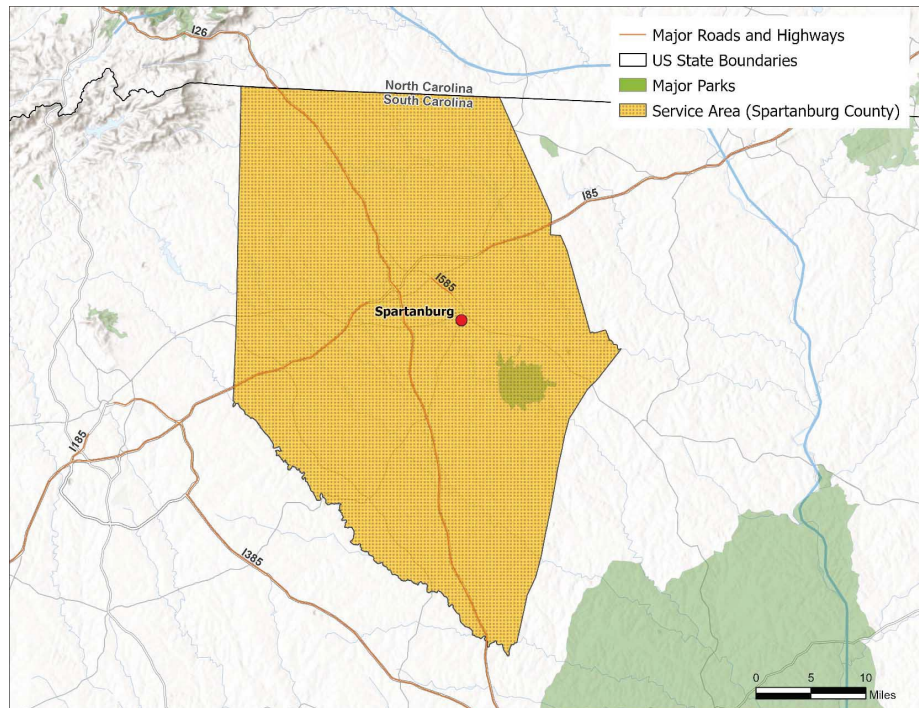 I26
Major Roads and Highways
US State Boundaries
Major Parks
Service Area (Spartanburg County)
North Carolina
South Carolina
I85
I585
Spartanburg
I185
I385
0 5 10
Miles